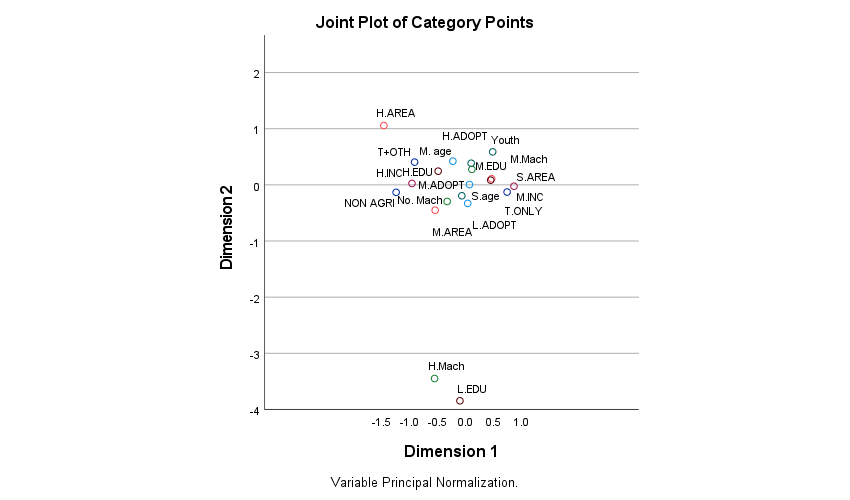 Joint Plot of Category Points
Dimension 2
2
1
0
-1
-2
-3
-4
H.AREA
H.ADOPT
Youth
T+OTH
M. age
M.Mach
M.EDU
H.INC
H.EDU
S.AREA
M.ADOPT
NON AGRI
No. Mach
S.age
M.INC
T.ONLY
L.ADOPT
M.AREA
H.Mach
L.EDU
-1.5 -1.0 -0.5 0.0 0.5 1.0
Dimension 1
Variable Principal Normalization.